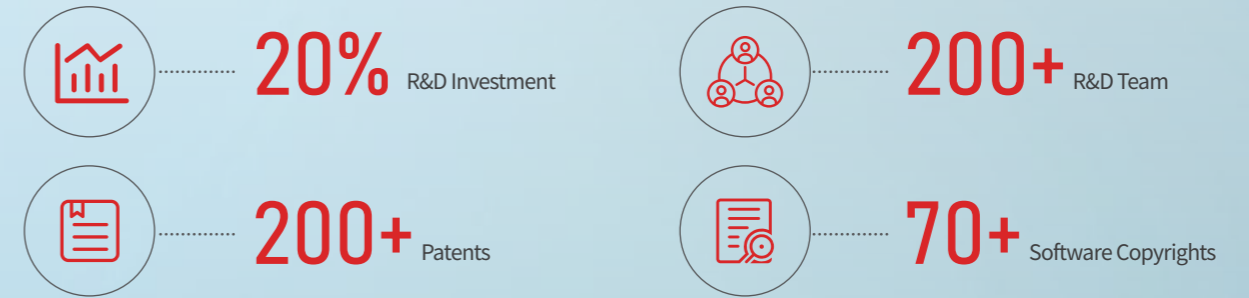 20% R&D Investment
200+ R&D Team
200+ Patents
70+ Software Copyrights